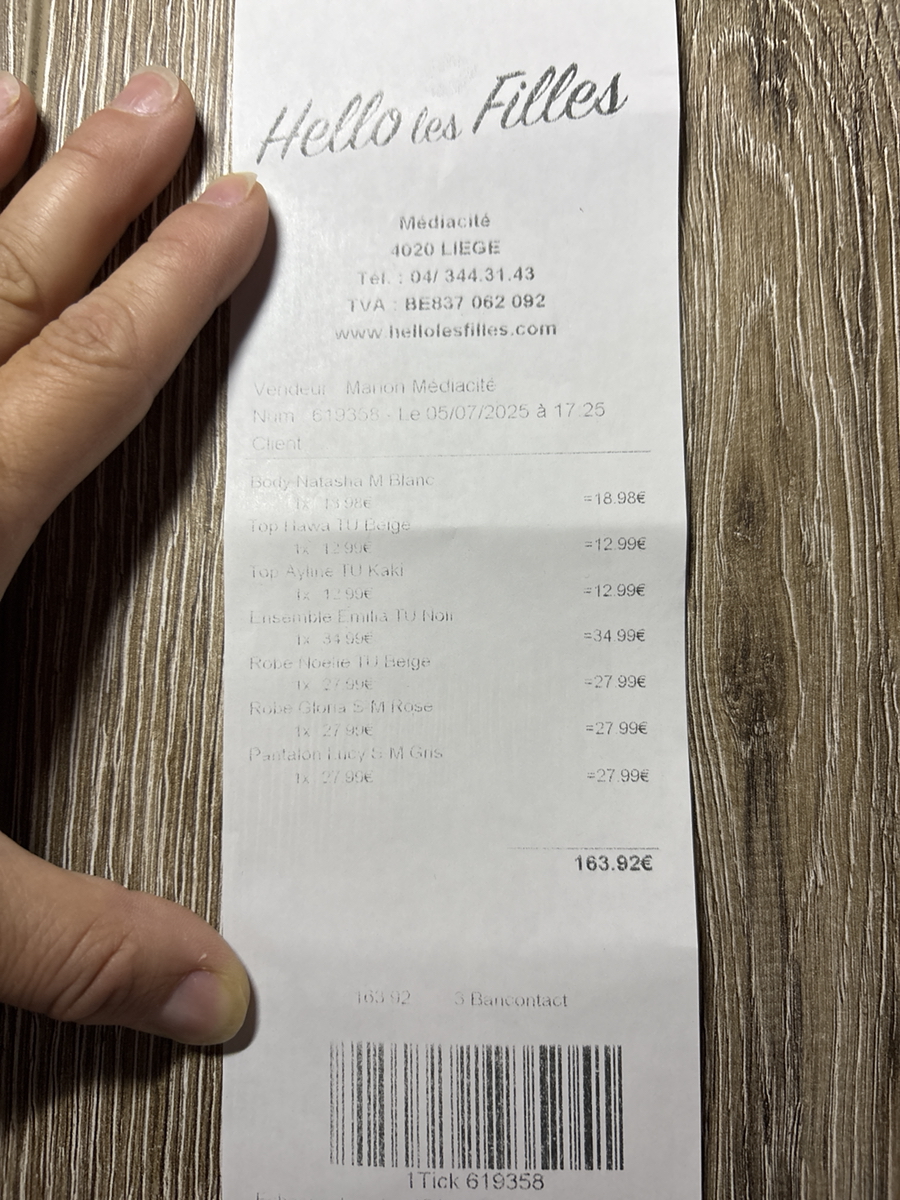 Hello les Filles
Médiacité
4020 LIEGE
Tél. : 04/ 344.31.43
TVA : BE837 062 092
www.hellolesfilles.com
Vendeur : Marion Médiacité
Num : 619358 - Le 05/07/2025 à 17:25
Client
Body Natasha M Blanc
1x 18.98€ =18.98€
Top Hawa TU Beige
1x 12.99€ =12.99€
Top Ayline TU Kaki
1x 12.99€ =12.99€
Ensemble Emilia TU Noir
1x 34.99€ =34.99€
Robe Noelie TU Beige
1x 27.99€ =27.99€
Robe Gloria S-M Rose
1x 27.99€ =27.99€
Pantalon Lucy S-M Gris
1x 27.99€ =27.99€
163.92€
163.92 3 Bancontact
1Tick 619358